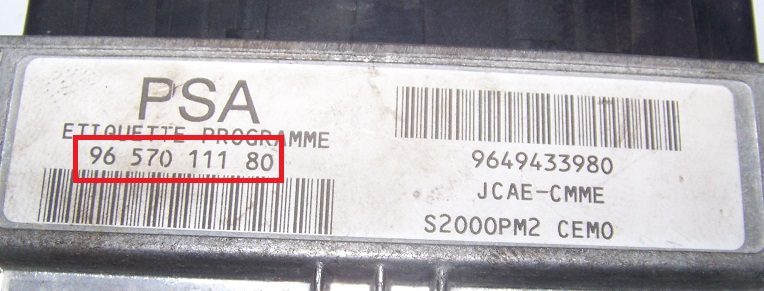 PSA
ETIQUETTE PROGRAMME
96 570 111 80
9649433980
JCAE-CMME
S2000PM2 CEMO